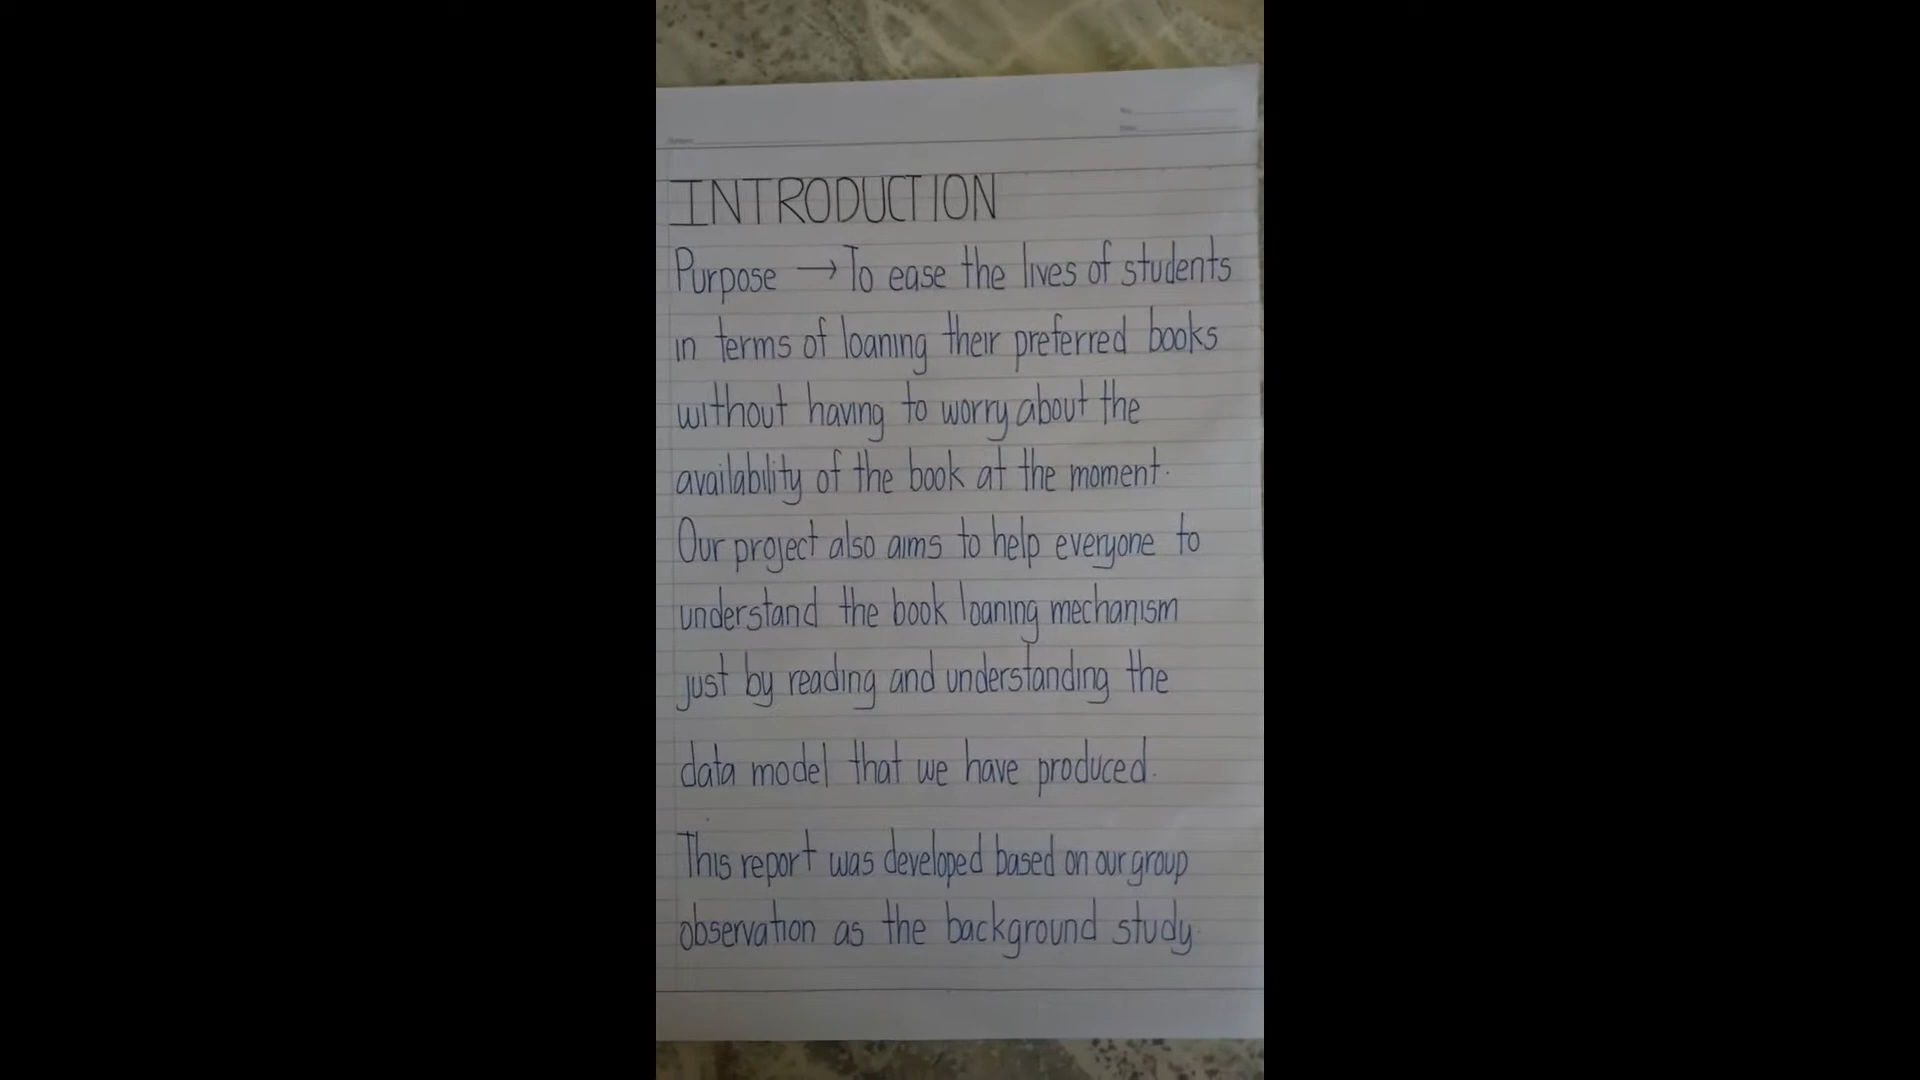 INTRODUCTION
Purpose → To ease the lives of students
in terms of loaning their preferred books
without having to worry about the
availability of the book at the moment.
Our project also aims to help everyone to
understand the book loaning mechanism
just by reading and understanding the
data model that we have produced.
This report was developed based on our group
observation as the background study.